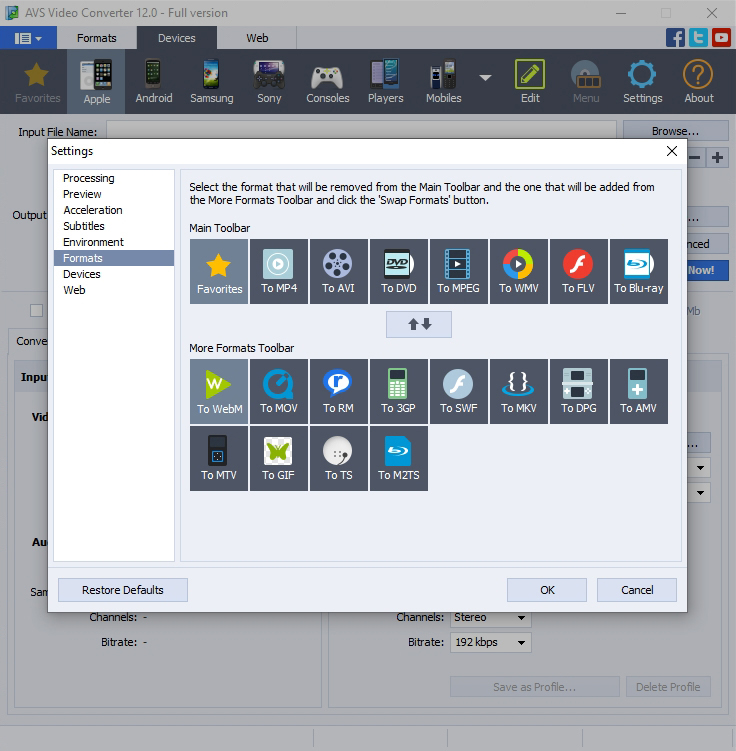 AVS Video Converter 12.0 - Full version
Formats
Devices
Web
Favorites
Apple
Android
Samsung
Sony
Consoles
Players
Mobiles
Edit
Menu
Settings
About
Input File Name:
Browse...
Output
...
nced
Now!
Mb
Conve
Inpu
Vid
...
Au
Sam
Settings
Processing
Preview
Acceleration
Subtitles
Environment
Formats
Devices
Web
Select the format that will be removed from the Main Toolbar and the one that will be added from
the More Formats Toolbar and click the 'Swap Formats' button.
Main Toolbar
Favorites
To MP4
To AVI
DVD
To DVD
To MPEG
To WMV
To FLV
To Blu-ray
More Formats Toolbar
To WebM
To MOV
To RM
To 3GP
To SWF
To MKV
To DPG
To AMV
To MTV
To GIF
To TS
To M2TS
Restore Defaults
OK
Cancel
Channels: -
Channels: Stereo
Bitrate: -
Bitrate: 192 kbps
Save as Profile...
Delete Profile